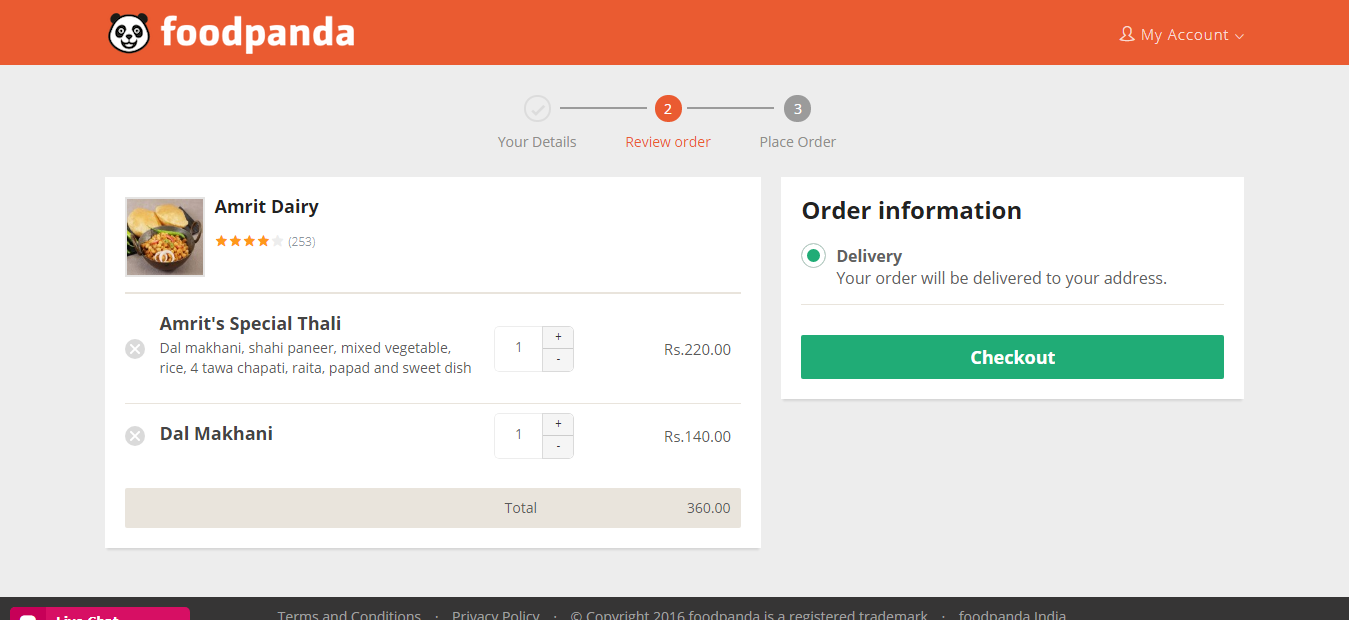 foodpanda
My Account
2
3
Your Details
Review order
Place Order
Amrit Dairy
(253)
Amrit's Special Thali
Dal makhani, shahi paneer, mixed vegetable,
rice, 4 tawa chapati, raita, papad and sweet dish
1
+
-
Rs.220.00
Dal Makhani
1
+
-
Rs.140.00
Total 360.00
Order information
Delivery
Your order will be delivered to your address.
Checkout
Live Chat
Terms and Conditions · Privacy Policy · © Copyright 2016 foodpanda is a registered trademark · foodpanda India